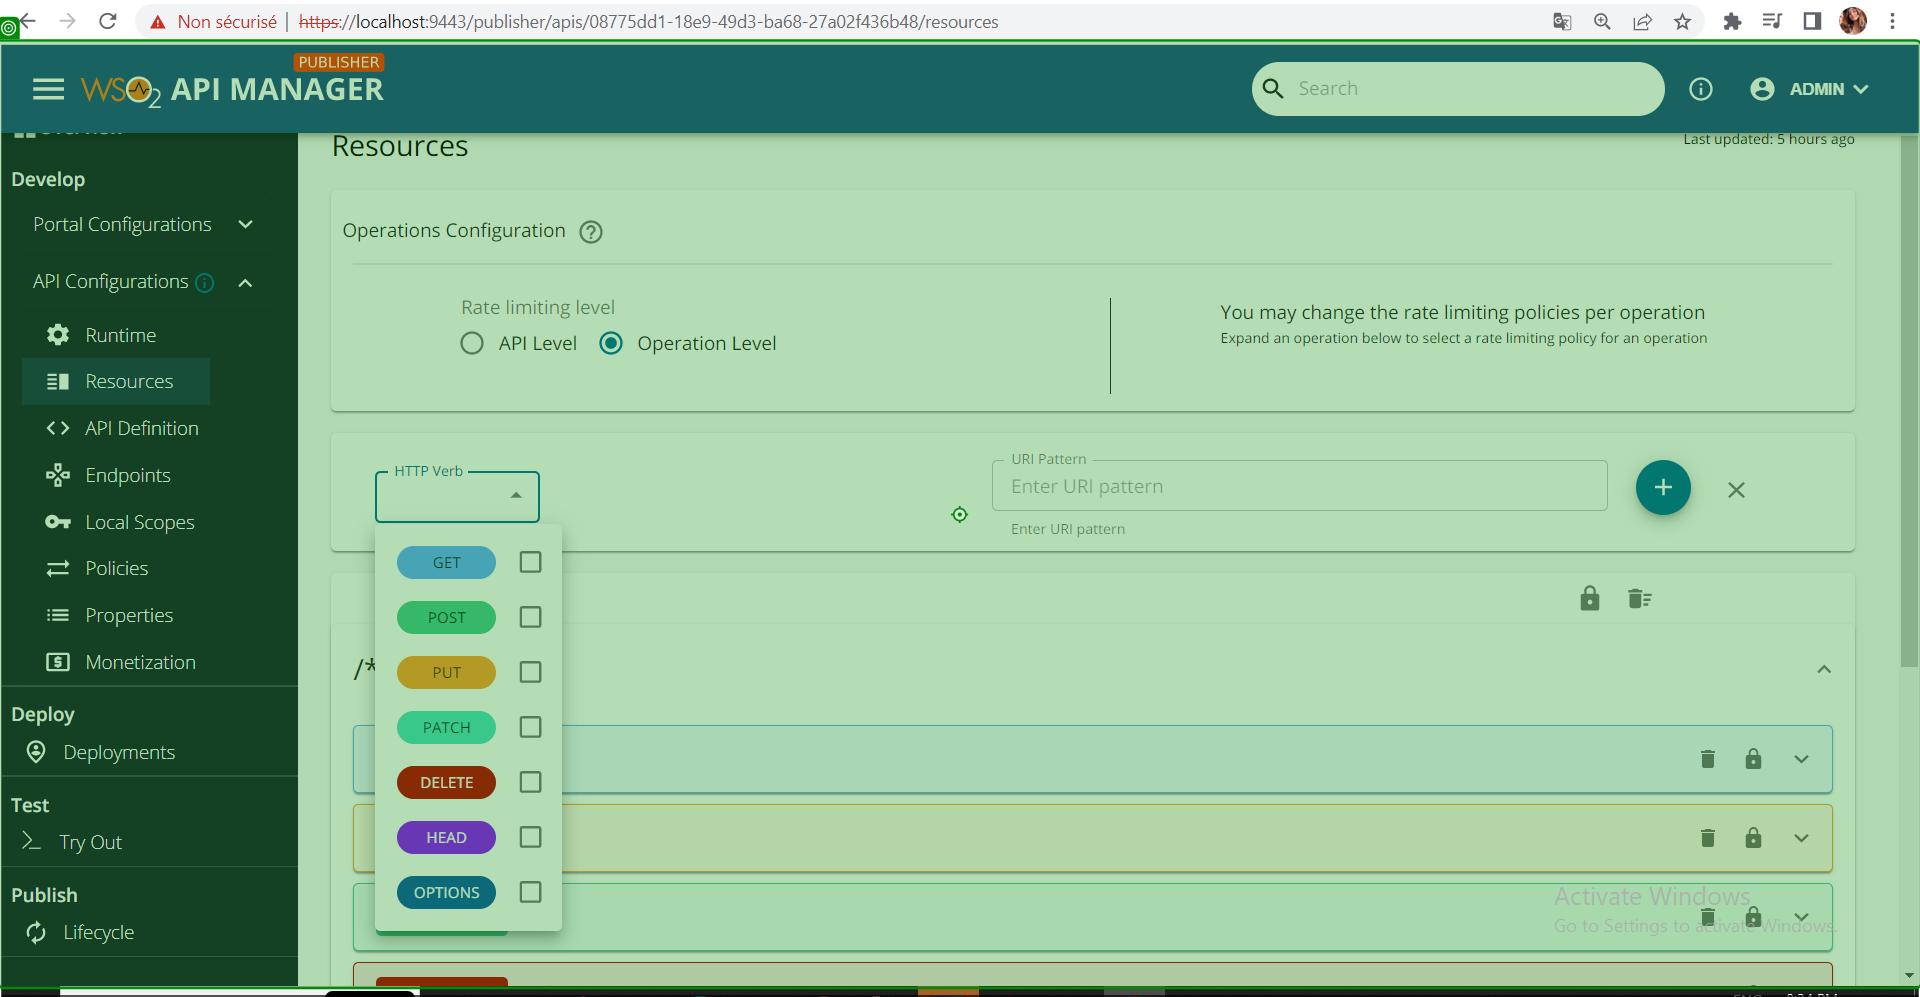 Non sécurisé
https://localhost:9443/publisher/apis/08775dd1-18e9-49d3-ba68-27a02f436b48/resources
PUBLISHER
WSO2 API MANAGER
Search
ADMIN
Overview
Develop
Portal Configurations
API Configurations
Runtime
Resources
API Definition
Endpoints
Local Scopes
Policies
Properties
Monetization
Deploy
Deployments
Test
Try Out
Publish
Lifecycle
Resources
Last updated: 5 hours ago
Operations Configuration
Rate limiting level
API Level
Operation Level
You may change the rate limiting policies per operation
Expand an operation below to select a rate limiting policy for an operation
HTTP Verb
URI Pattern
Enter URI pattern
Enter URI pattern
GET
POST
PUT
PATCH
DELETE
HEAD
OPTIONS
/*
Activate Windows
Go to Settings to activate Windows.